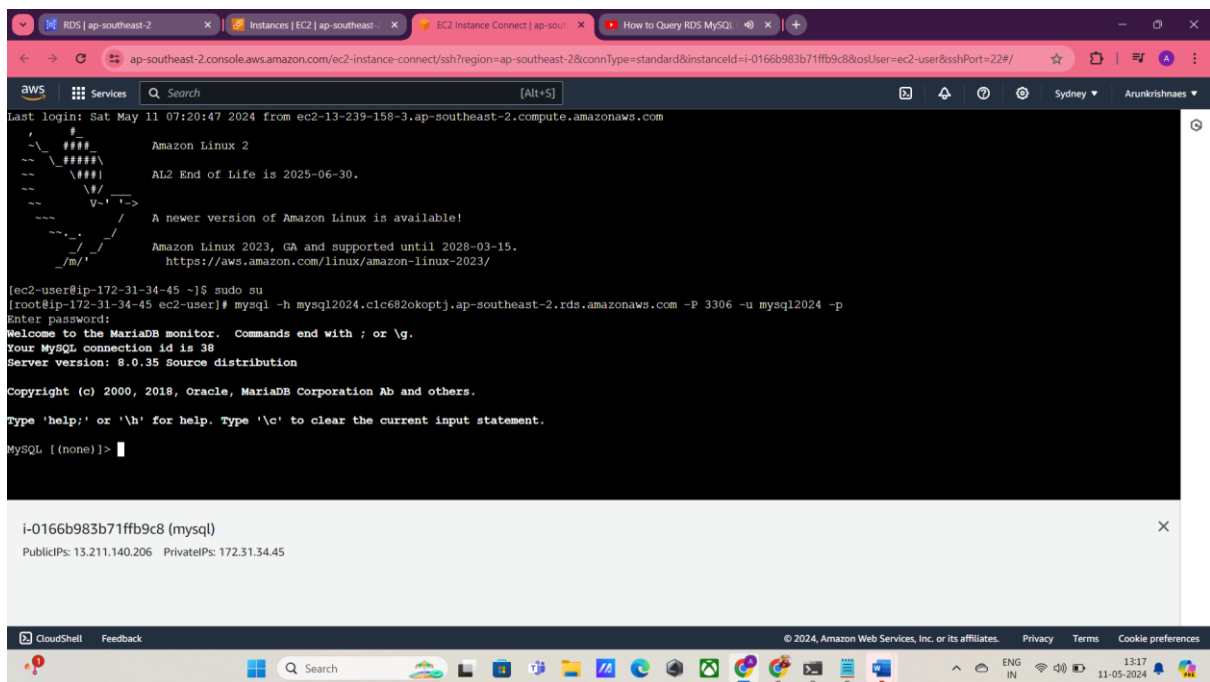 RDS | ap-southeast-2
Instances | EC2 | ap-southeast-2
EC2 Instance Connect | ap-sout
How to Query RDS MySQL
ap-southeast-2.console.aws.amazon.com/ec2-instance-connect/ssh?region=ap-southeast-2&connType=standard&instanceId=i-0166b983b71ffb9c8&osUser=ec2-user&sshPort=22#/
A
aws
Services
Search
[Alt+S]
Sydney
Arunkrishnaes
Last login: Sat May 11 07:20:47 2024 from ec2-13-239-158-3.ap-southeast-2.compute.amazonaws.com
   ,     #_
   ~\_  ####_        Amazon Linux 2
  ~~  \_#####\
  ~~     \###|       AL2 End of Life is 2025-06-30.
  ~~       \#/ ___
   ~~       V~' '->
    ~~~         /    A newer version of Amazon Linux is available!
      ~~._.   _/
         _/ _/       Amazon Linux 2023, GA and supported until 2028-03-15.
       _/m/'           https://aws.amazon.com/linux/amazon-linux-2023/
[ec2-user@ip-172-31-34-45 ~]$ sudo su
[root@ip-172-31-34-45 ec2-user]# mysql -h mysql2024.c1c682okoptj.ap-southeast-2.rds.amazonaws.com -P 3306 -u mysql2024 -p
Enter password:
Welcome to the MariaDB monitor.  Commands end with ; or \g.
Your MySQL connection id is 38
Server version: 8.0.35 Source distribution
Copyright (c) 2000, 2018, Oracle, MariaDB Corporation Ab and others.
Type 'help;' or '\h' for help. Type '\c' to clear the current input statement.
MySQL [(none)]>
i-0166b983b71ffb9c8 (mysql)
PublicIPs: 13.211.140.206    PrivateIPs: 172.31.34.45
CloudShell
Feedback
© 2024, Amazon Web Services, Inc. or its affiliates.
Privacy
Terms
Cookie preferences
1
Search
ENG
IN
13:17
11-05-2024
PRE